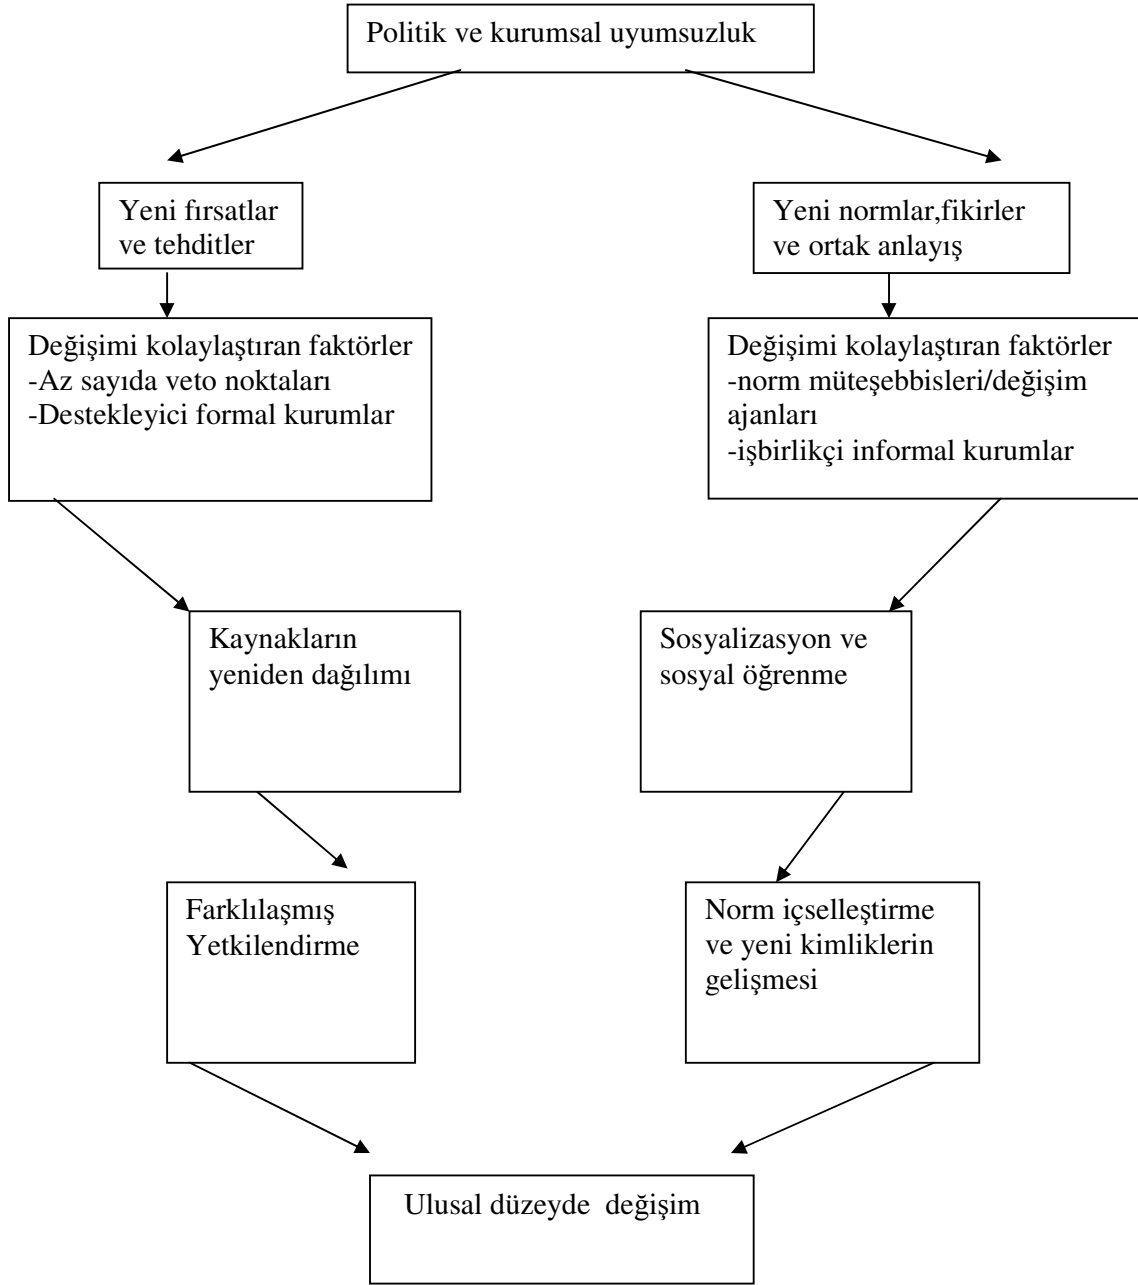 Politik ve kurumsal uyumsuzluk
Yeni fırsatlar
ve tehditler
Yeni normlar,fikirler
ve ortak anlayış
Değişimi kolaylaştıran faktörler
-Az sayıda veto noktaları
-Destekleyici formal kurumlar
Değişimi kolaylaştıran faktörler
-norm müteşebbisleri/değişim
ajanları
-işbirlikçi informal kurumlar
Kaynakların
yeniden dağılımı
Sosyalizasyon ve
sosyal öğrenme
Farklılaşmış
Yetkilendirme
Norm içselleştirme
ve yeni kimliklerin
gelişmesi
Ulusal düzeyde  değişim